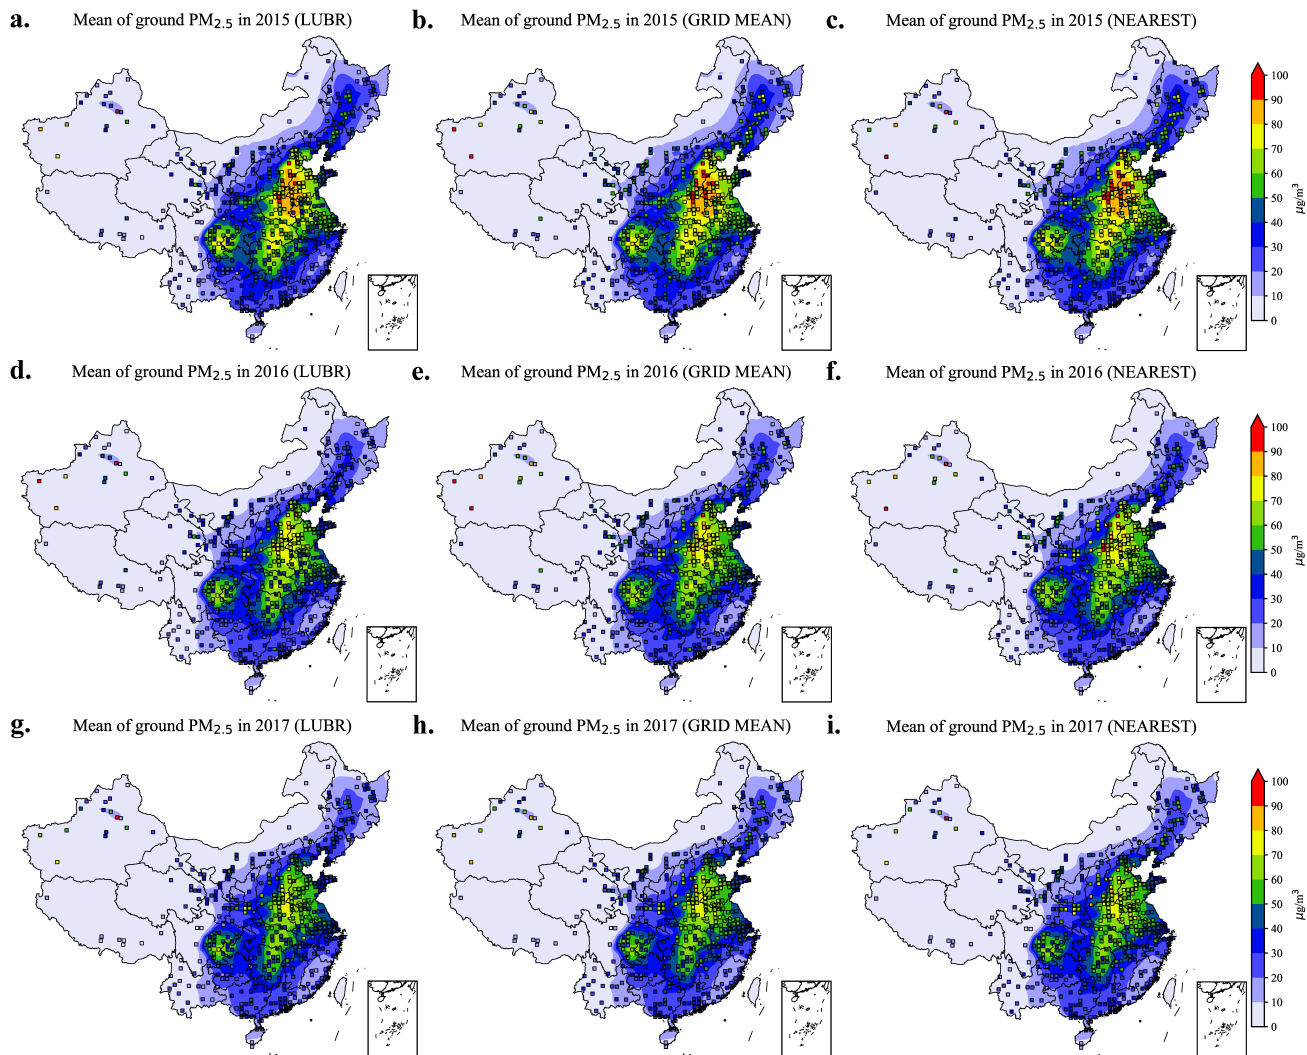 a. Mean of ground PM2.5 in 2015 (LUBR)
b. Mean of ground PM2.5 in 2015 (GRID MEAN)
c. Mean of ground PM2.5 in 2015 (NEAREST)
100
90
80
70
60
50
40
30
20
10
0
μg/m³
d. Mean of ground PM2.5 in 2016 (LUBR)
e. Mean of ground PM2.5 in 2016 (GRID MEAN)
f. Mean of ground PM2.5 in 2016 (NEAREST)
100
90
80
70
60
50
40
30
20
10
0
μg/m³
g. Mean of ground PM2.5 in 2017 (LUBR)
h. Mean of ground PM2.5 in 2017 (GRID MEAN)
i. Mean of ground PM2.5 in 2017 (NEAREST)
100
90
80
70
60
50
40
30
20
10
0
μg/m³